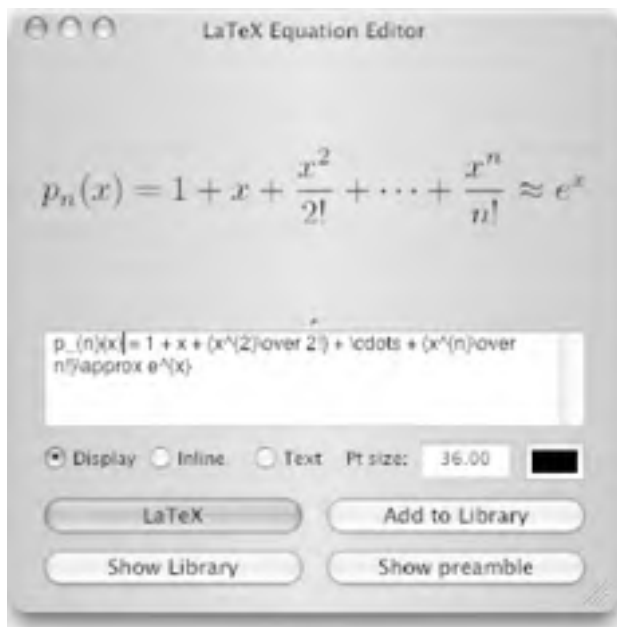 LaTeX Equation Editor
pₙ(x) = 1 + x + x²/2! + ⋯ + xⁿ/n! ≈ eˣ
p_{n}(x) = 1 + x + {x^{2}\over 2!} + \cdots + {x^{n}\over
n!}\approx e^{x}
Display Inline Text Pt size: 36.00
LaTeX Add to Library
Show Library Show preamble